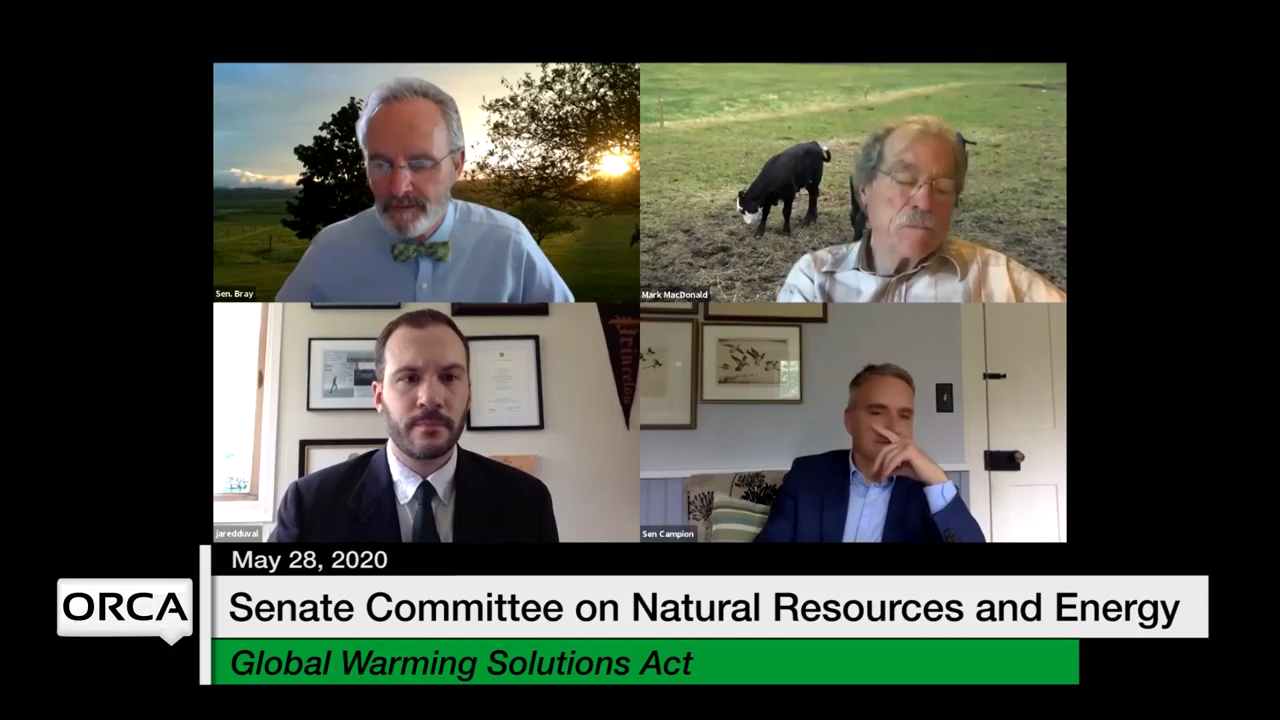 Sen. Bray
Mark MacDonald
Princeton
jaredduval
Sen Campion
May 28, 2020
ORCA
Senate Committee on Natural Resources and Energy
Global Warming Solutions Act